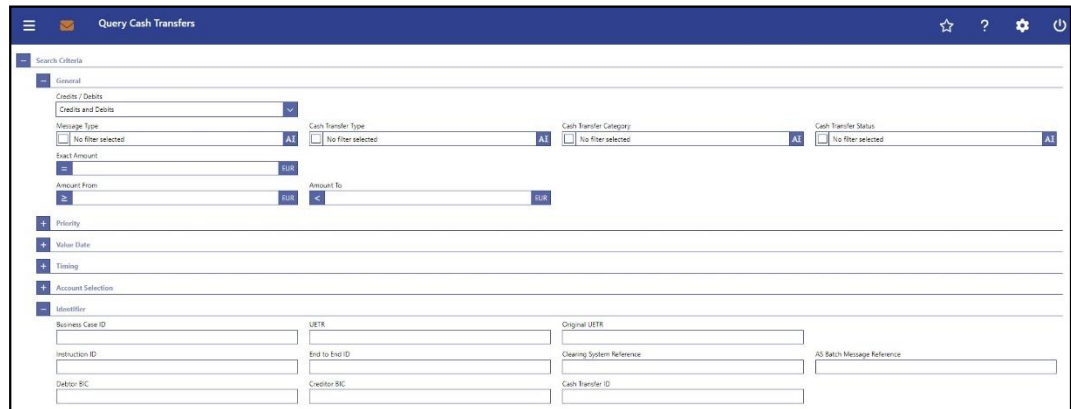 Query Cash Transfers
?
Search Criteria
General
Credits / Debits
Credits and Debits
Message Type Cash Transfer Type Cash Transfer Category Cash Transfer Status
No filter selected AI No filter selected AI No filter selected AI No filter selected AI
Exact Amount
= EUR
Amount From Amount To
≥ EUR < EUR
Priority
Value Date
Timing
Account Selection
Identifier
Business Case ID UETR Original UETR
Instruction ID End to End ID Clearing System Reference AS Batch Message Reference
Debtor BIC Creditor BIC Cash Transfer ID